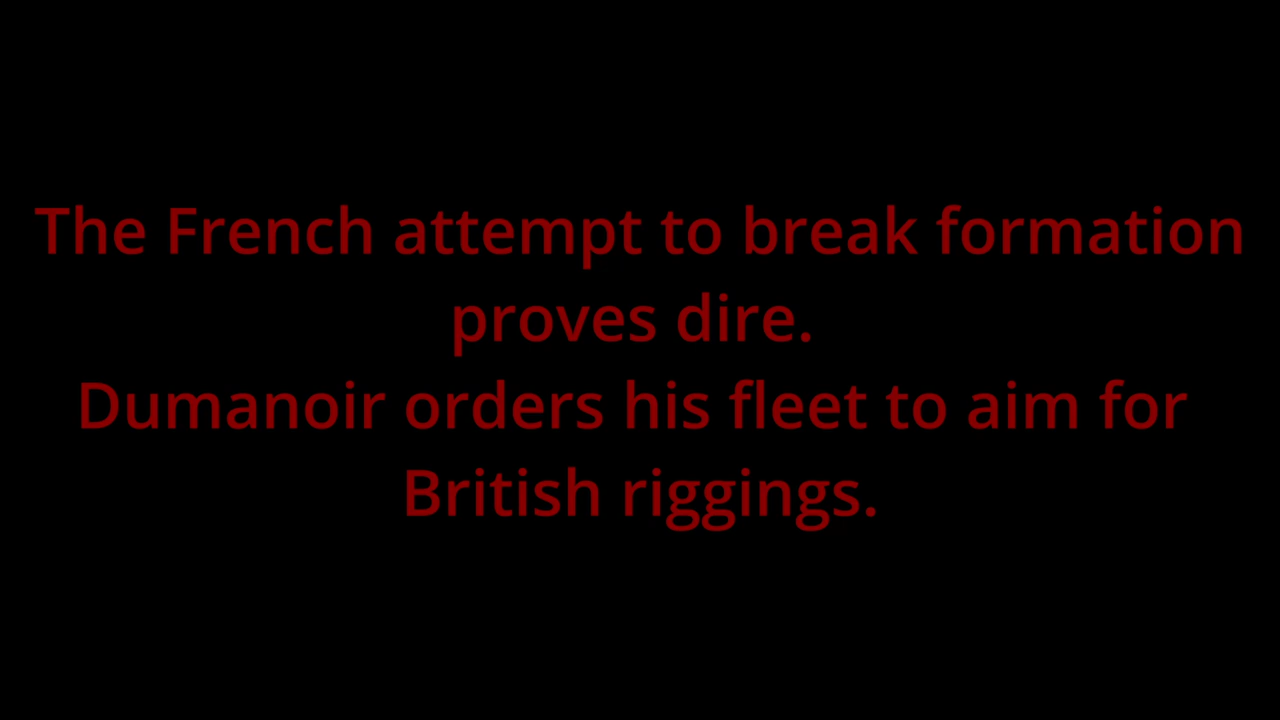 The French attempt to break formation
proves dire.
Dumanoir orders his fleet to aim for
British riggings.